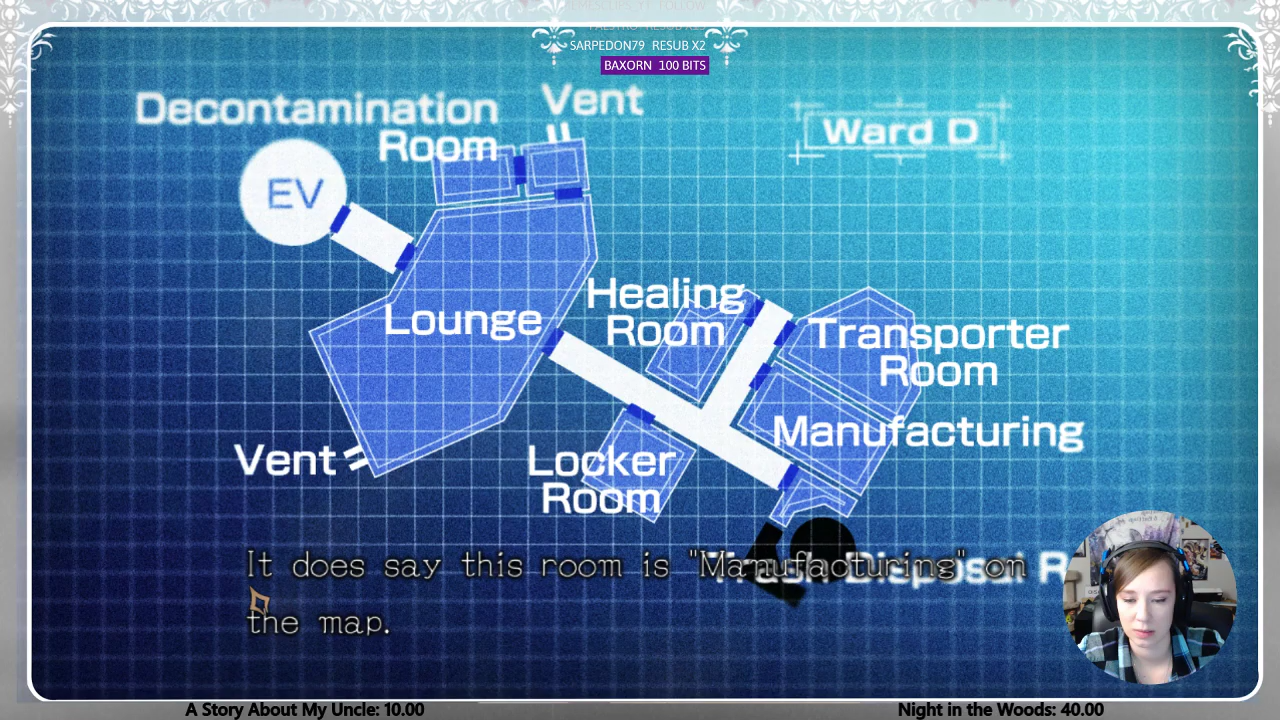 SARPEDON79 RESUB X2
BAXORN 100 BITS
Decontamination
Room
Vent
Ward D
EV
Lounge
Healing
Room
Transporter
Room
Manufacturing
Vent
Locker
Room
Trash Disposal R
It does say this room is "Manufacturing" on
the map.
A Story About My Uncle: 10.00
Night in the Woods: 40.00